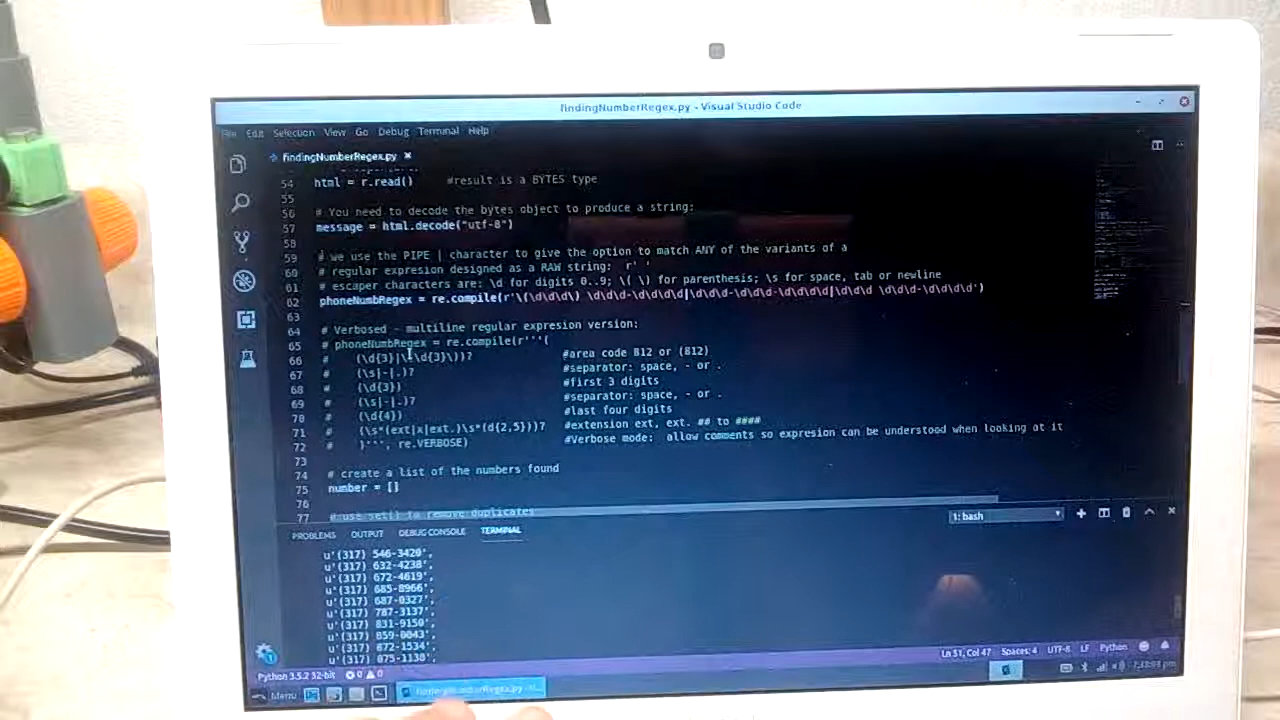 findingNumberRegex.py - Visual Studio Code
File Edit Selection View Go Debug Terminal Help
findingNumberRegex.py
54 html = r.read() #result is a BYTES type
55
56 # You need to decode the bytes object to produce a string:
57 message = html.decode("utf-8")
58
59 # we use the PIPE | character to give the option to match ANY of the variants of a
60 # regular expresion designed as a RAW string: r' '
61 # escaper characters are: \d for digits 0..9; \( \) for parenthesis; \s for space, tab or newline
62 phoneNumbRegex = re.compile(r'\(\d\d\d\) \d\d\d-\d\d\d\d|\d\d\d-\d\d\d-\d\d\d\d|\d\d\d \d\d\d-\d\d\d\d')
63
64 # Verbosed - multiline regular expresion version:
65 # phoneNumbRegex = re.compile(r'''(
66 # (\d{3}|\(\d{3}\))? #area code 812 or (812)
67 # (\s|-|.)? #separator: space, - or .
68 # (\d{3}) #first 3 digits
69 # (\s|-|.)? #separator: space, - or .
70 # (\d{4}) #last four digits
71 # (\s*(ext|x|ext.)\s*(d{2,5}))? #extension ext, ext. ## to ####
72 # )''', re.VERBOSE) #Verbose mode: allow comments so expresion can be understood when looking at it
73
74 # create a list of the numbers found
75 number = []
76
77 # use set() to remove duplicates
PROBLEMS OUTPUT DEBUG CONSOLE TERMINAL 1: bash
u'(317) 546-3420',
u'(317) 632-4238',
u'(317) 672-4619',
u'(317) 685-8966',
u'(317) 687-0327',
u'(317) 787-3137',
u'(317) 831-9150',
u'(317) 859-0043',
u'(317) 872-1534',
u'(317) 875-1138',
Python 3.5.2 32-bit 0 0 Ln 51, Col 47 Spaces: 4 UTF-8 LF Python
Menu findingNumberRegex.py